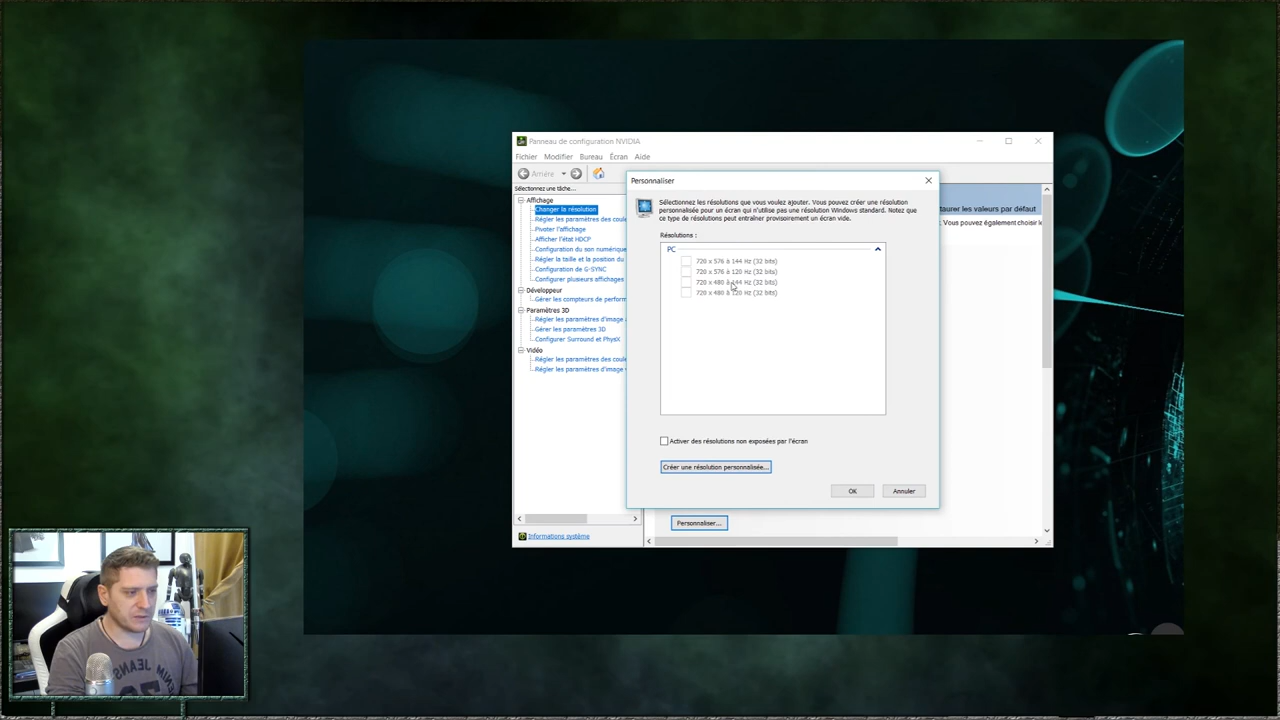 Panneau de configuration NVIDIA
Fichier Modifier Bureau Écran Aide
Arrière
Sélectionnez une tâche...
Affichage
Changer la résolution
Régler les paramètres des coule
Pivoter l'affichage
Afficher l'état HDCP
Configuration du son numérique
Régler la taille et la position du
Configuration de G-SYNC
Configurer plusieurs affichages
Développeur
Gérer les compteurs de perform
Paramètres 3D
Régler les paramètres d'image a
Gérer les paramètres 3D
Configurer Surround et PhysX
Vidéo
Régler les paramètres des coule
Régler les paramètres d'image v
Informations système
Personnaliser
Sélectionnez les résolutions que vous voulez ajouter. Vous pouvez créer une résolution
personnalisée pour un écran qui n'utilise pas une résolution Windows standard. Notez que
ce type de résolutions peut entraîner provisoirement un écran vide.
Résolutions :
PC
720 x 576 à 144 Hz (32 bits)
720 x 576 à 120 Hz (32 bits)
720 x 480 à 144 Hz (32 bits)
720 x 480 à 120 Hz (32 bits)
Activer des résolutions non exposées par l'écran
Créer une résolution personnalisée...
OK Annuler
taurer les valeurs par défaut
. Vous pouvez également choisir le
Personnaliser...
JEANS